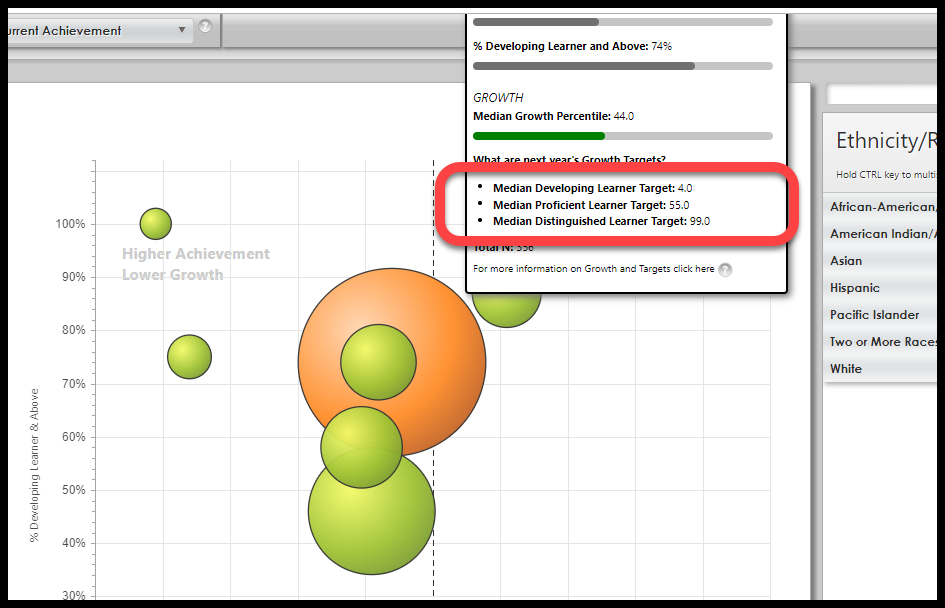 urrent Achievement ▼ ?
% Developing Learner and Above: 74%
GROWTH
Median Growth Percentile: 44.0
What are next year's Growth Targets?
• Median Developing Learner Target: 4.0
• Median Proficient Learner Target: 55.0
• Median Distinguished Learner Target: 99.0
Total N: 556
For more information on Growth and Targets click here ?
Higher Achievement
Lower Growth
% Developing Learner & Above
100%
90%
80%
70%
60%
50%
40%
30%
Ethnicity/R
Hold CTRL key to multi
African-American,
American Indian/A
Asian
Hispanic
Pacific Islander
Two or More Races
White